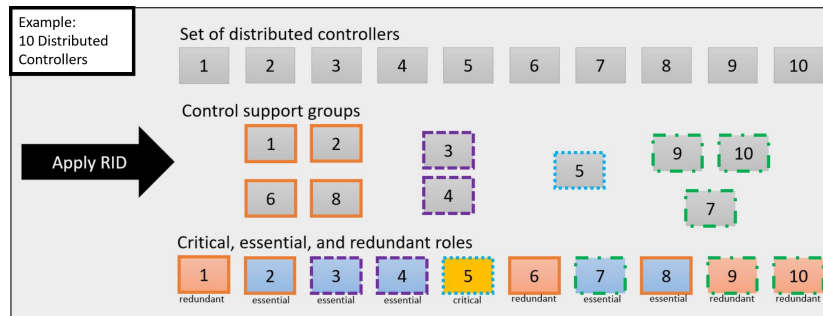 Example:
10 Distributed
Controllers
Set of distributed controllers
1 2 3 4 5 6 7 8 9 10
Control support groups
Apply RID
1 2
6 8
3
4
5
9 10
7
Critical, essential, and redundant roles
1 2 3 4 5 6 7 8 9 10
redundant essential essential essential critical redundant essential essential redundant redundant